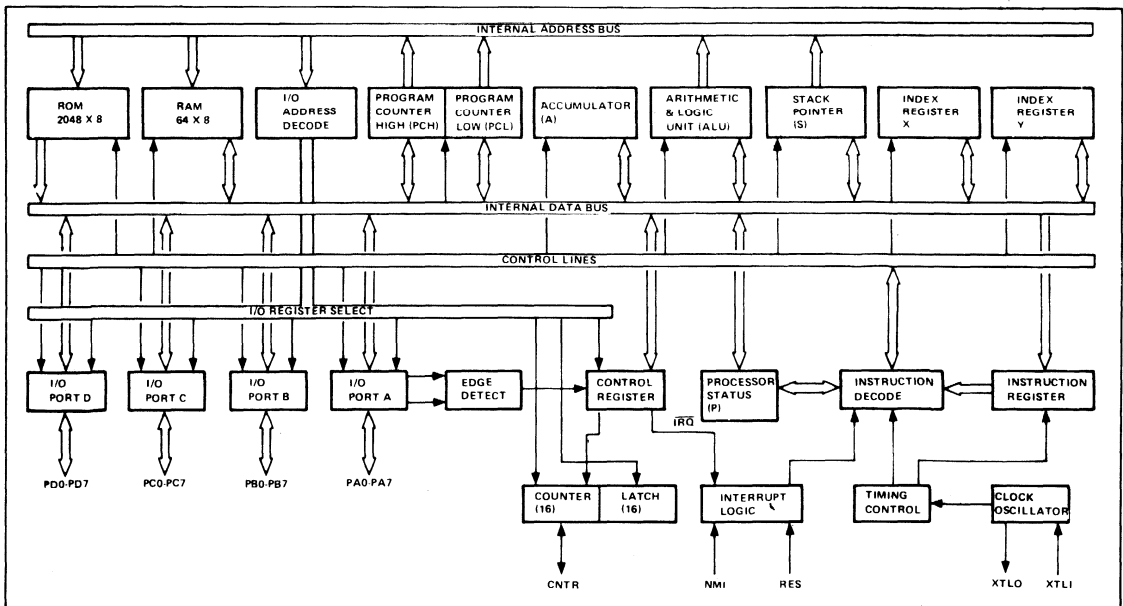 INTERNAL ADDRESS BUS
ROM
2048 X 8
RAM
64 X 8
I/O
ADDRESS
DECODE
PROGRAM
COUNTER
HIGH (PCH)
PROGRAM
COUNTER
LOW (PCL)
ACCUMULATOR
(A)
ARITHMETIC
& LOGIC
UNIT (ALU)
STACK
POINTER
(S)
INDEX
REGISTER
X
INDEX
REGISTER
Y
INTERNAL DATA BUS
CONTROL LINES
I/O REGISTER SELECT
I/O
PORT D
I/O
PORT C
I/O
PORT B
I/O
PORT A
EDGE
DETECT
CONTROL
REGISTER
PROCESSOR
STATUS
(P)
INSTRUCTION
DECODE
INSTRUCTION
REGISTER
IRQ
PD0-PD7
PC0-PC7
PB0-PB7
PA0-PA7
COUNTER
(16)
LATCH
(16)
INTERRUPT
LOGIC
TIMING
CONTROL
CLOCK
OSCILLATOR
CNTR
NMI
RES
XTLO
XTLI